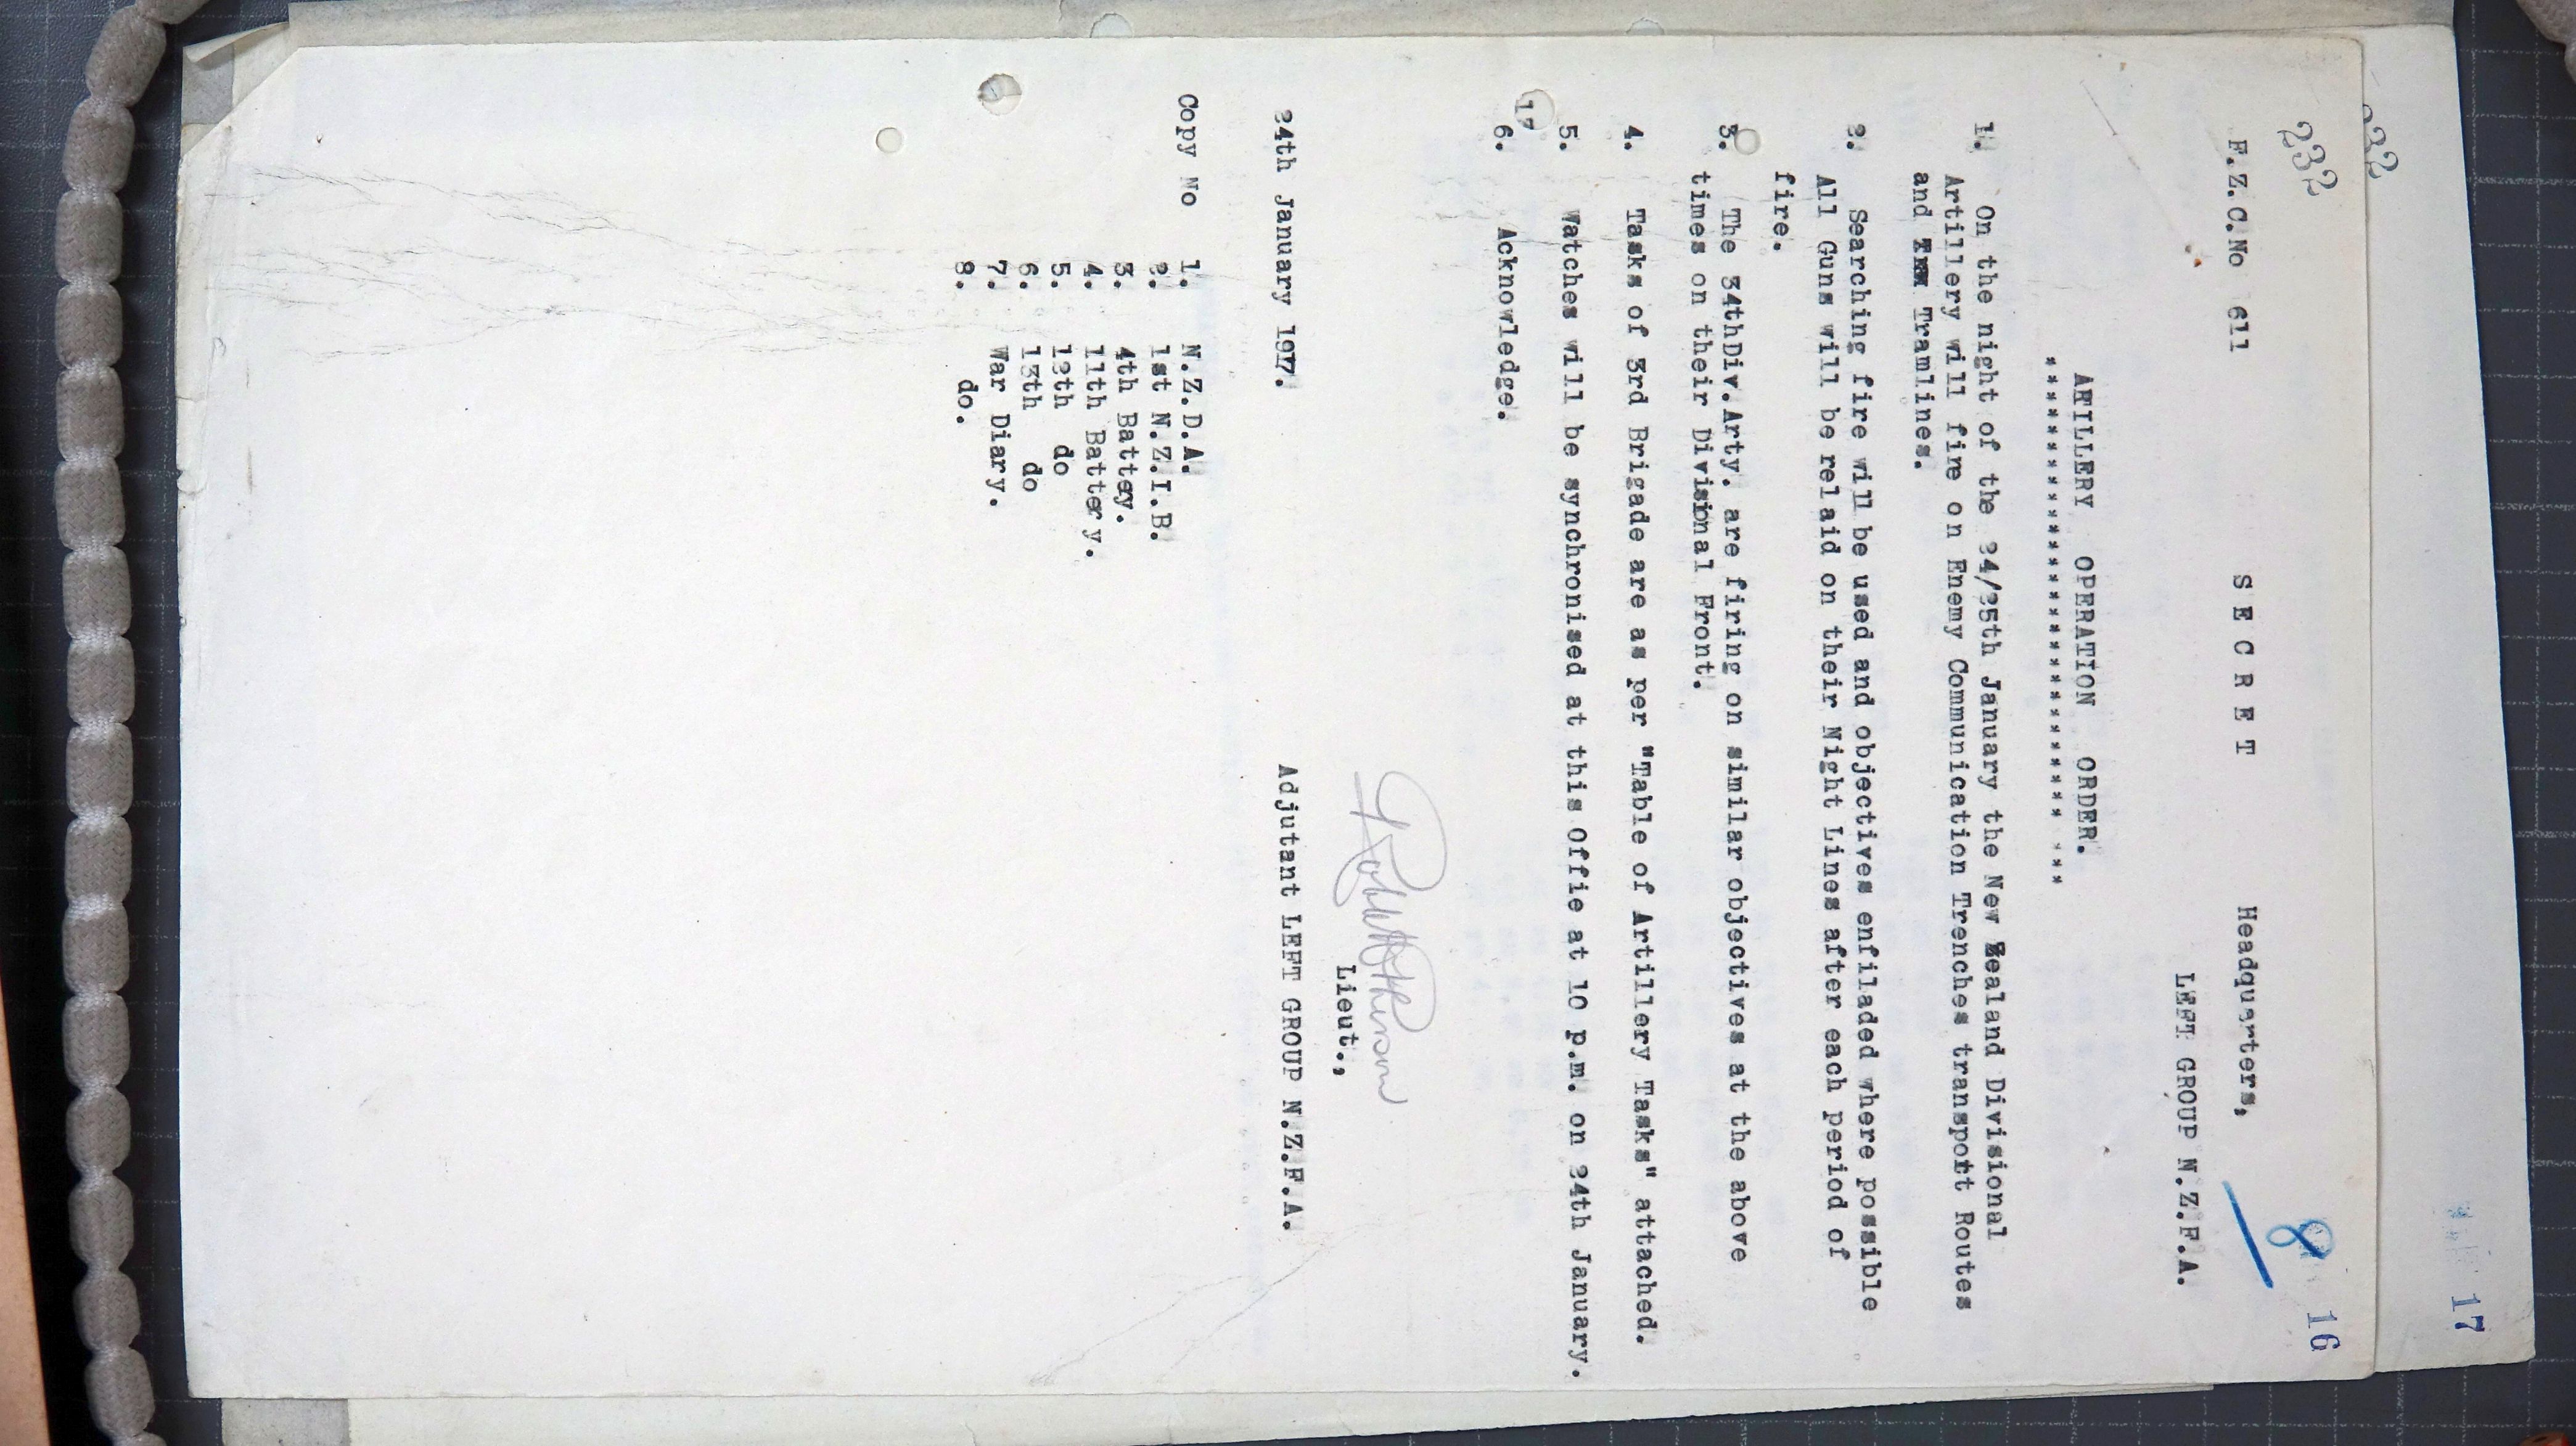 232
232
17
8
16
F.Z.C.No 611 SECRET Headquarters,
LEFT GROUP N.Z.F.A.
ARTILLERY OPERATION ORDER.
1. On the night of the 24/25th January the New Zealand Divisional
Artillery will fire on Enemy Communication Trenches transport Routes
and Tramlines.
2. Searching fire will be used and objectives enfiladed where possible
All Guns will be relaid on their Night Lines after each period of
fire.
3. The 34thDiv.Arty. are firing on similar objectives at the above
times on their Divisional Front.
4. Tasks of 3rd Brigade are as per "Table of Artillery Tasks" attached.
5. Watches will be synchronised at this Offie at 10 p.m. on 24th January.
17
6. Acknowledge.
Lieut.,
24th January 1917. Adjutant LEFT GROUP N.Z.F.A.
Copy No 1. N.Z.D.A.
2. 1st N.Z.I.B.
3. 4th Battery.
4. 11th Battery.
5. 12th do
6. 13th do
7. War Diary.
8. do.